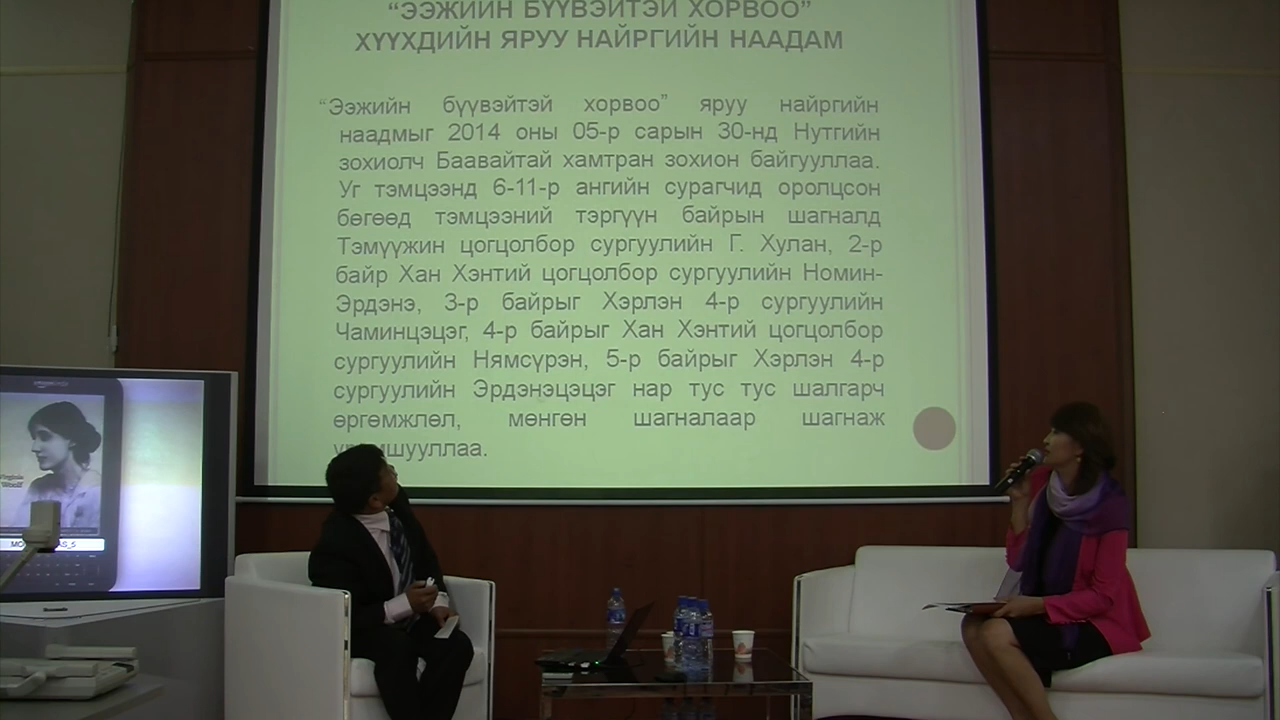 “ЭЭЖИЙН БҮҮВЭЙТЭЙ ХОРВОО”
ХҮҮХДИЙН ЯРУУ НАЙРГИЙН НААДАМ
“Ээжийн бүүвэйтэй хорвоо” яруу найргийн
наадмыг 2014 оны 05-р сарын 30-нд Нутгийн
зохиолч Баавайтай хамтран зохион байгууллаа.
Уг тэмцээнд 6-11-р ангийн сурагчид оролцсон
бөгөөд тэмцээний тэргүүн байрын шагналд
Тэмүүжин цогцолбор сургуулийн Г. Хулан, 2-р
байр Хан Хэнтий цогцолбор сургуулийн Номин-
Эрдэнэ, 3-р байрыг Хэрлэн 4-р сургуулийн
Чаминцэцэг, 4-р байрыг Хан Хэнтий цогцолбор
сургуулийн Нямсүрэн, 5-р байрыг Хэрлэн 4-р
сургуулийн Эрдэнэцэцэг нар тус тус шалгарч
өргөмжлөл, мөнгөн шагналаар шагнаж
Virginia
Woolf